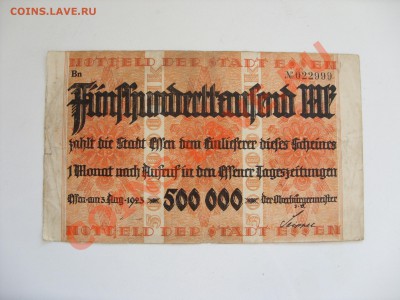 COINS.LAVE.RU
NOTGELD DER STADT ESSEN
Bn
№022999
Fünfhunderttausend Mk
zahlt die Stadt Essen dem Einlieferer dieses Scheines
1 Monat nach Aufruf in den Essener Tageszeitungen
Essen am 3. Aug. 1923
500 000
der Oberbürgermeister
NOTGELD DER STADT ESSEN